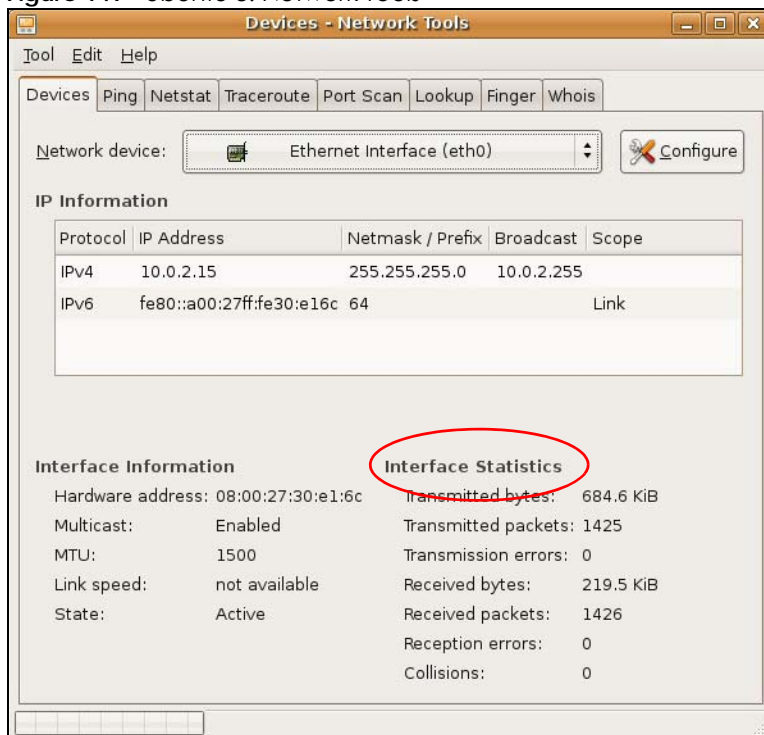 Devices - Network Tools
Tool Edit Help
Devices Ping Netstat Traceroute Port Scan Lookup Finger Whois
Network device: Ethernet Interface (eth0) Configure
IP Information
Protocol IP Address Netmask / Prefix Broadcast Scope
IPv4 10.0.2.15 255.255.255.0 10.0.2.255
IPv6 fe80::a00:27ff:fe30:e16c 64 Link
Interface Information
Hardware address: 08:00:27:30:e1:6c
Multicast: Enabled
MTU: 1500
Link speed: not available
State: Active
Interface Statistics
Transmitted bytes: 684.6 KiB
Transmitted packets: 1425
Transmission errors: 0
Received bytes: 219.5 KiB
Received packets: 1426
Reception errors: 0
Collisions: 0